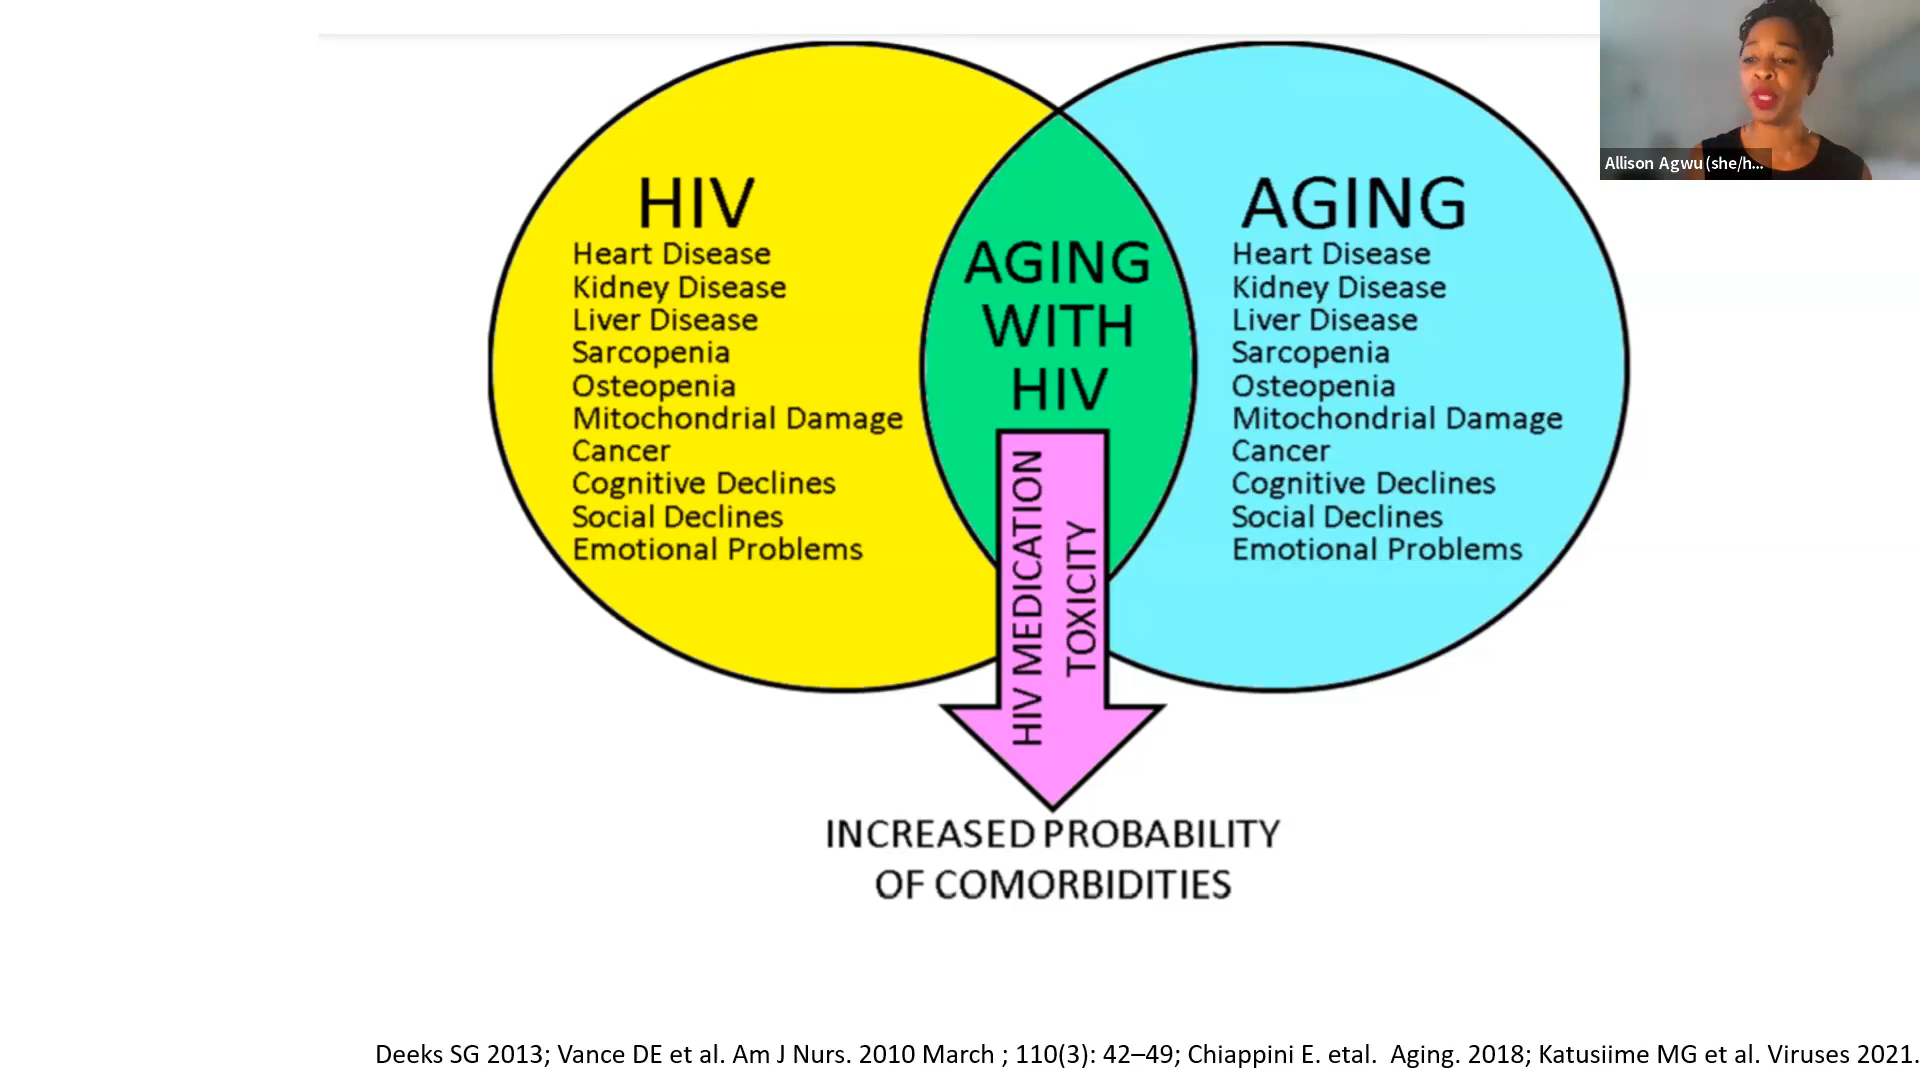 Allison Agwu (she/h...
HIV
Heart Disease
Kidney Disease
Liver Disease
Sarcopenia
Osteopenia
Mitochondrial Damage
Cancer
Cognitive Declines
Social Declines
Emotional Problems
AGING
WITH
HIV
AGING
Heart Disease
Kidney Disease
Liver Disease
Sarcopenia
Osteopenia
Mitochondrial Damage
Cancer
Cognitive Declines
Social Declines
Emotional Problems
HIV MEDICATION
TOXICITY
INCREASED PROBABILITY
OF COMORBIDITIES
Deeks SG 2013; Vance DE et al. Am J Nurs. 2010 March ; 110(3): 42–49; Chiappini E. etal.  Aging. 2018; Katusiime MG et al. Viruses 2021.